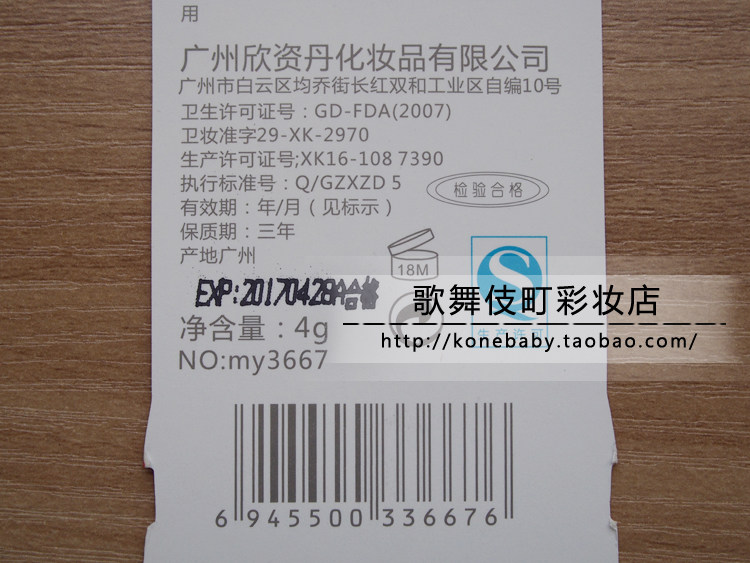 用
广州欣资丹化妆品有限公司
广州市白云区均乔街长红双和工业区自编10号
卫生许可证号：GD-FDA(2007)
卫妆准字29-XK-2970
生产许可证号;XK16-108 7390
执行标准号：Q/GZXZD 5
检验合格
有效期：年/月（见标示）
保质期：三年
产地广州
18M
EXP:20170428A合格
生产许可
净含量：4g
NO:my3667
歌舞伎町彩妆店
http://konebaby.taobao.com/
6 945500 336676